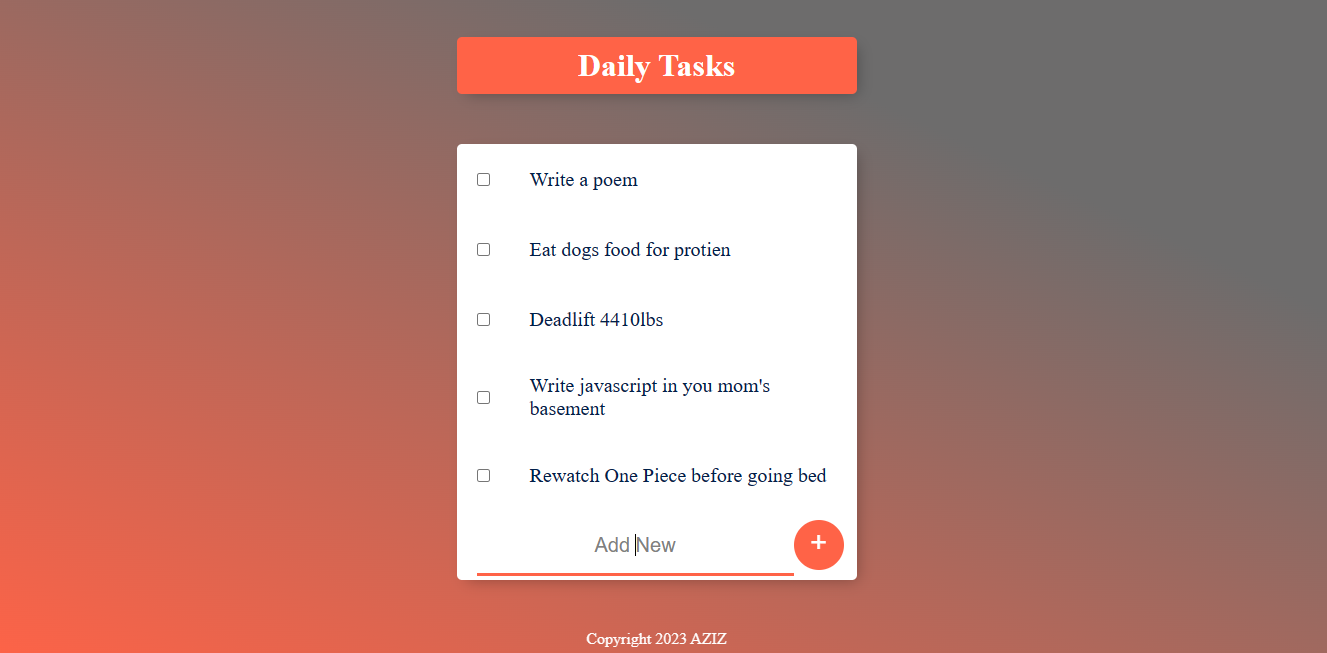 Daily Tasks
Write a poem
Eat dogs food for protien
Deadlift 4410lbs
Write javascript in you mom's
basement
Rewatch One Piece before going bed
Add New
+
Copyright 2023 AZIZ